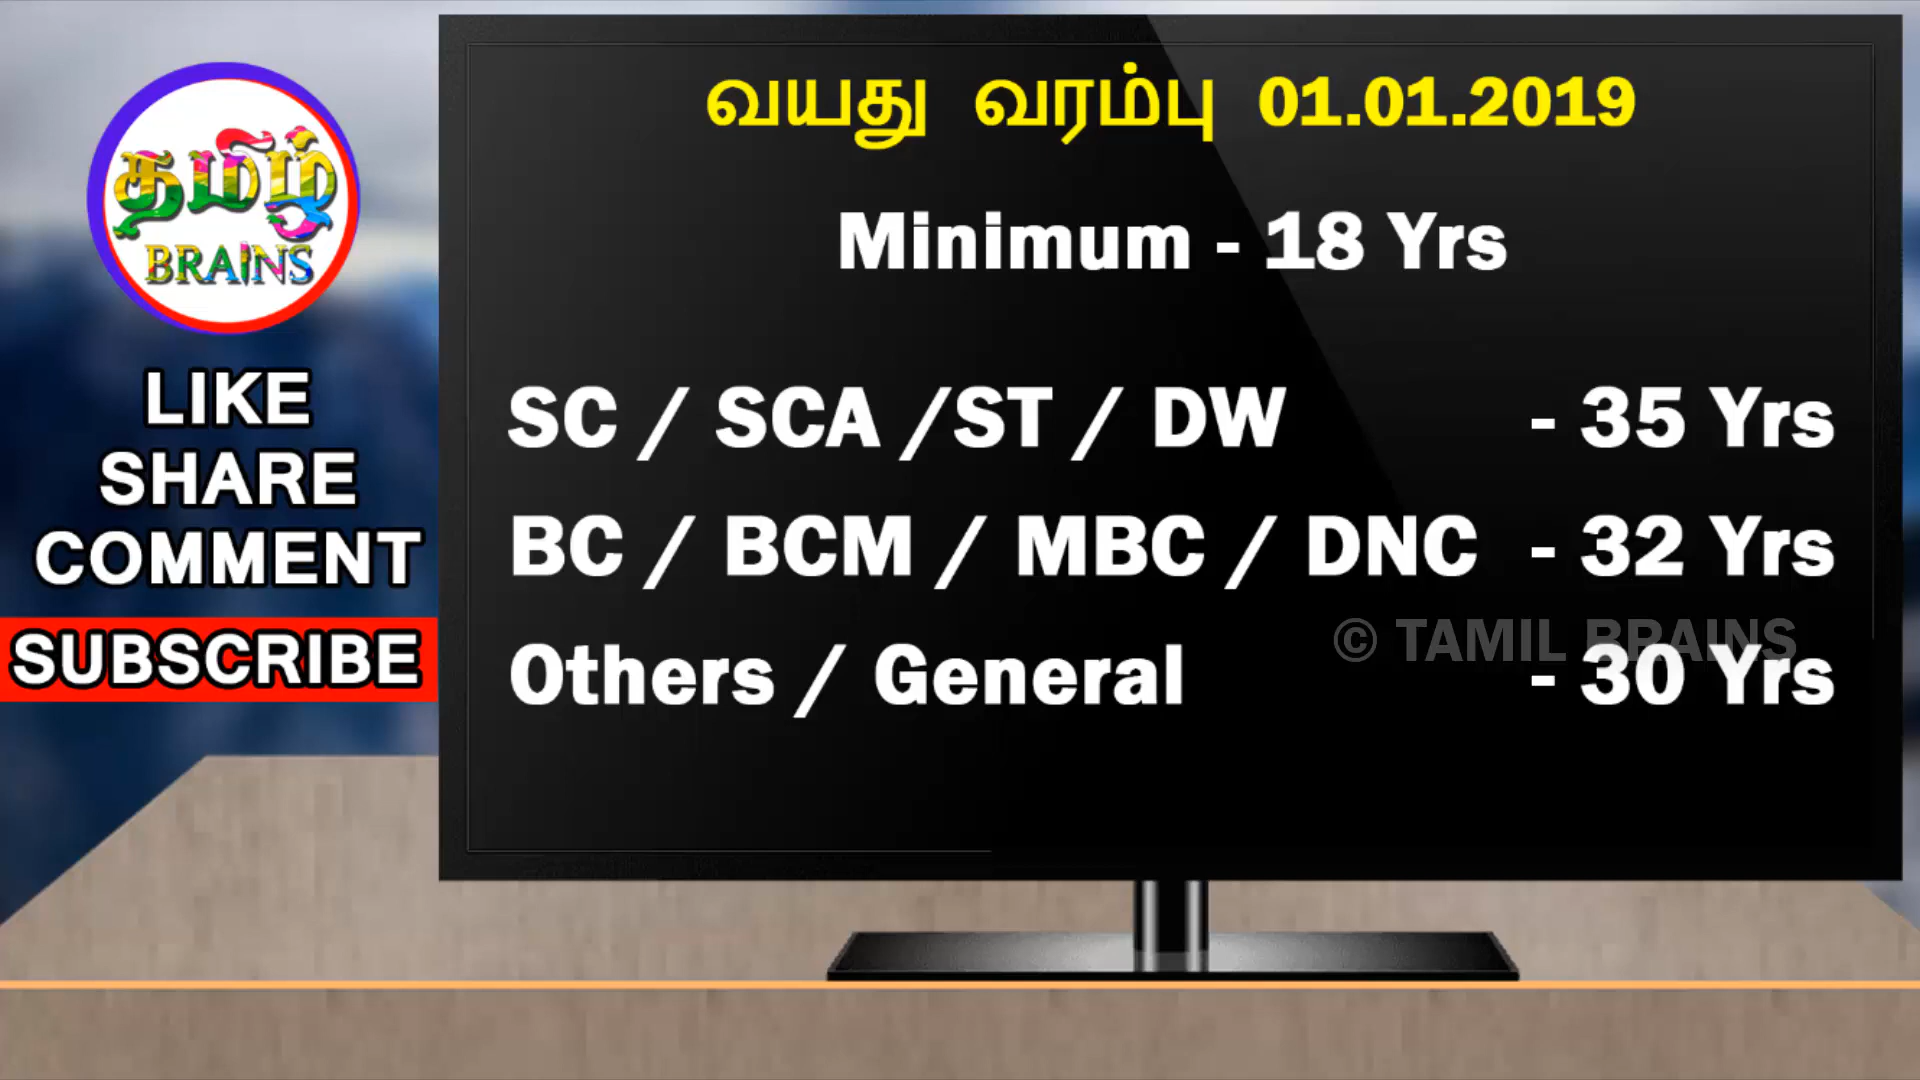 தமிழ்
BRAINS
LIKE
SHARE
COMMENT
SUBSCRIBE
வயது வரம்பு 01.01.2019
Minimum - 18 Yrs
SC / SCA /ST / DW - 35 Yrs
BC / BCM / MBC / DNC - 32 Yrs
© TAMIL BRAINS
Others / General - 30 Yrs